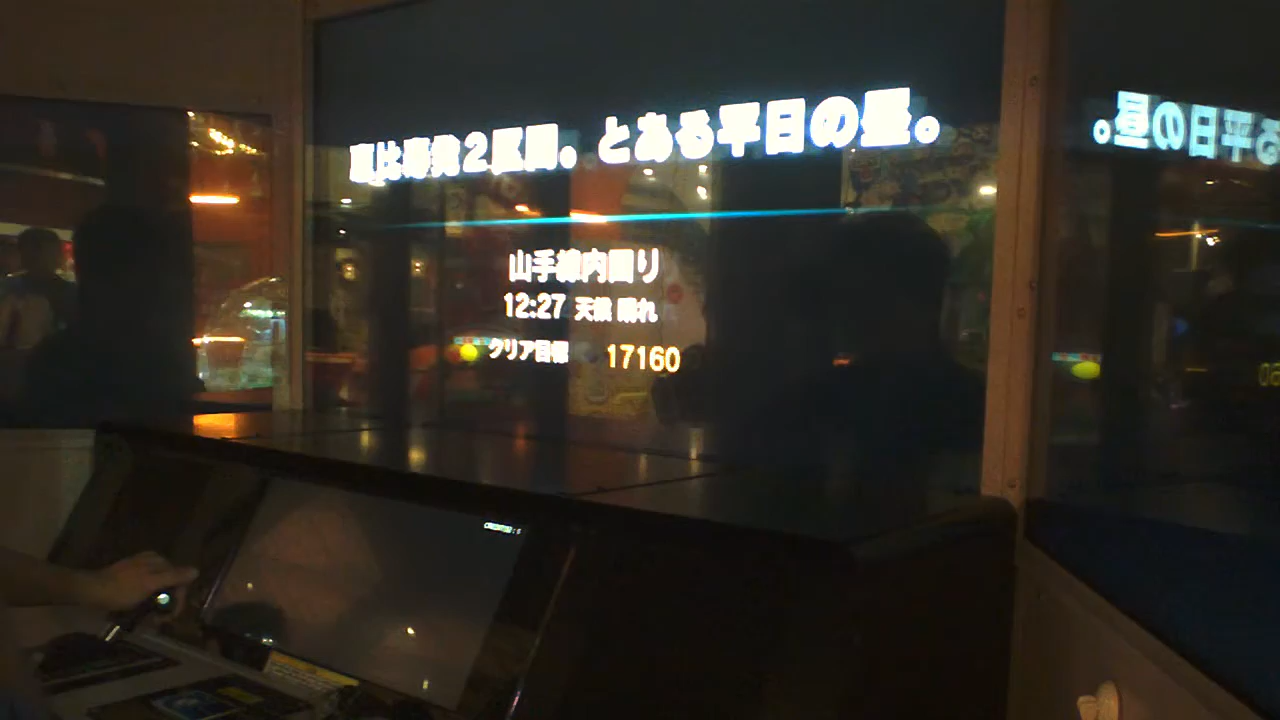 ２区間。とある平日の昼。
山手線内回り
12:27 天候 晴れ
クリア目標 17160